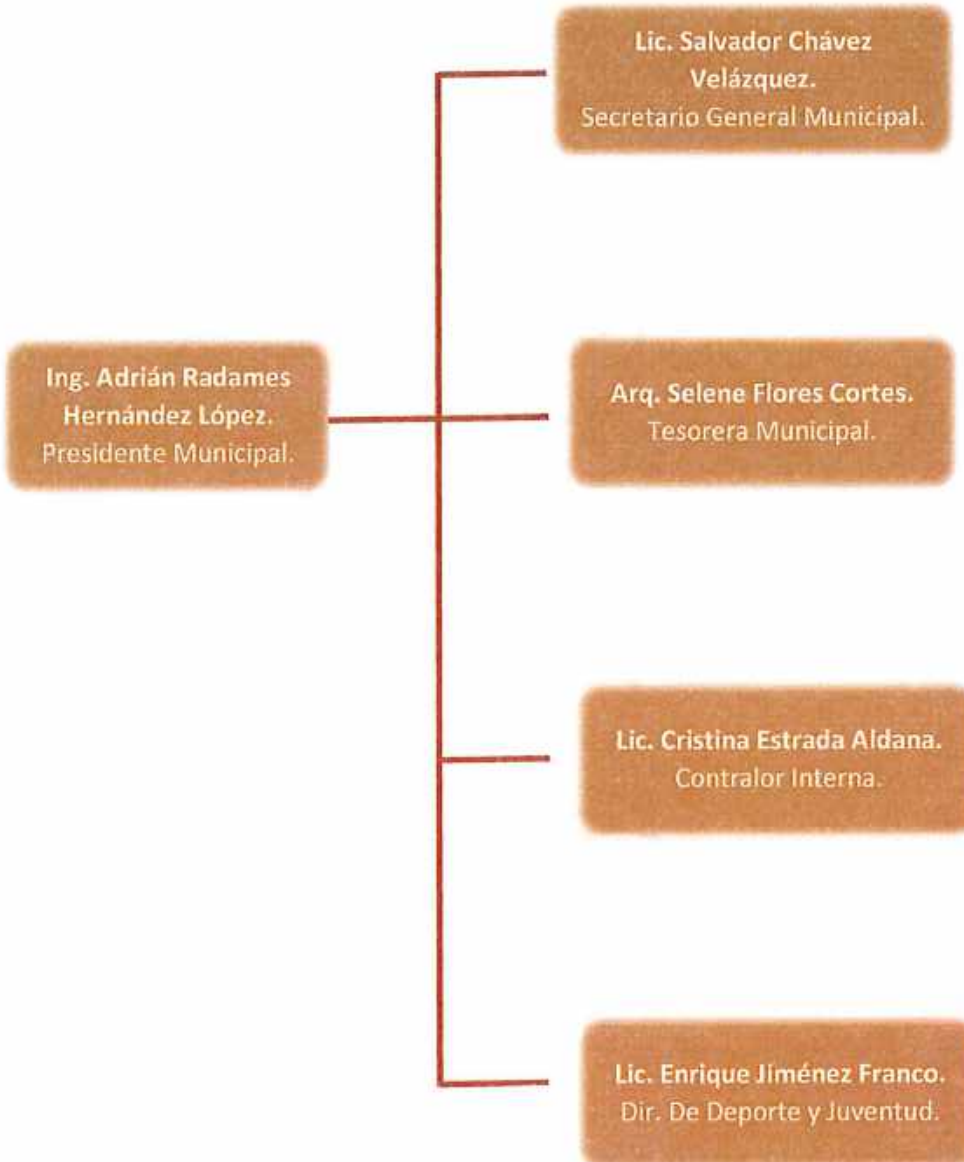 Lic. Salvador Chávez
Velázquez.
Secretario General Municipal.
Ing. Adrián Radames
Hernández López.
Presidente Municipal.
Arq. Selene Flores Cortes.
Tesorera Municipal.
Lic. Cristina Estrada Aldana.
Contralor Interna.
Lic. Enrique Jiménez Franco.
Dir. De Deporte y Juventud.